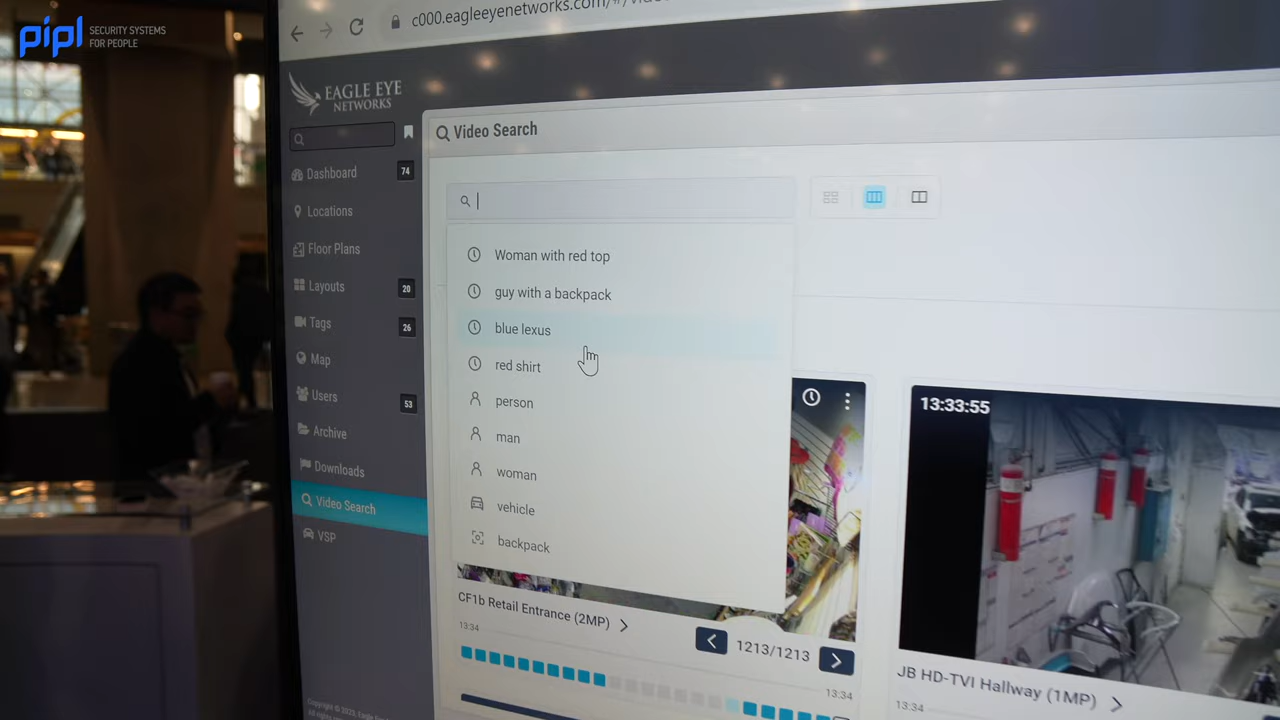 pipl SECURITY SYSTEMS
FOR PEOPLE
c000.eagleeyenetworks.com/#/vide
EAGLE EYE
NETWORKS
Dashboard 74
Locations
Floor Plans
Layouts 20
Tags 26
Map
Users 53
Archive
Downloads
Video Search
VSP
Video Search
Woman with red top
guy with a backpack
blue lexus
red shirt
person
man
woman
vehicle
backpack
CF1b Retail Entrance (2MP)
1213/1213
13:34
13:34
13:33:55
JB HD-TVI Hallway (1MP)
13:34